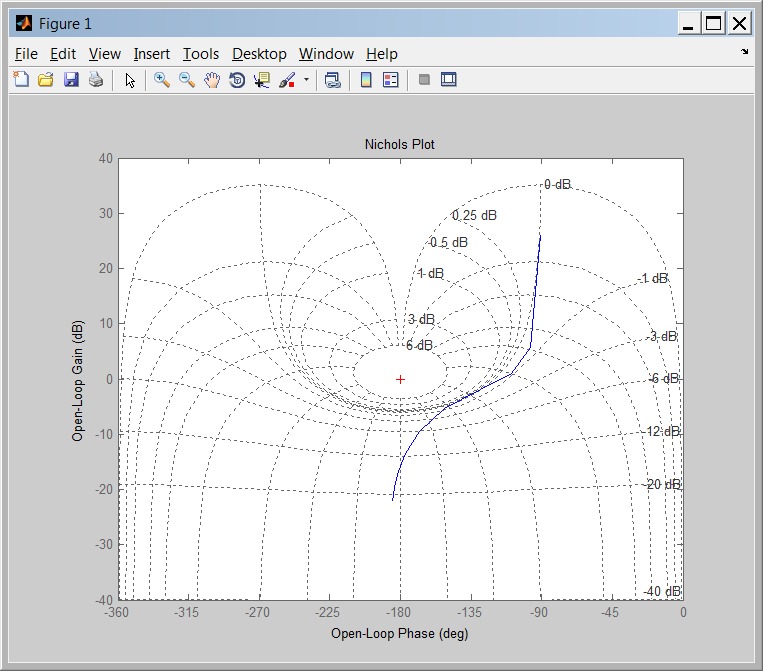 Figure 1
File Edit View Insert Tools Desktop Window Help
Nichols Plot
40
30
20
10
0
-10
-20
-30
-40
Open-Loop Gain (dB)
0 dB
0.25 dB
0.5 dB
1 dB
3 dB
6 dB
-1 dB
-3 dB
-6 dB
-12 dB
-20 dB
-40 dB
-360 -315 -270 -225 -180 -135 -90 -45 0
Open-Loop Phase (deg)